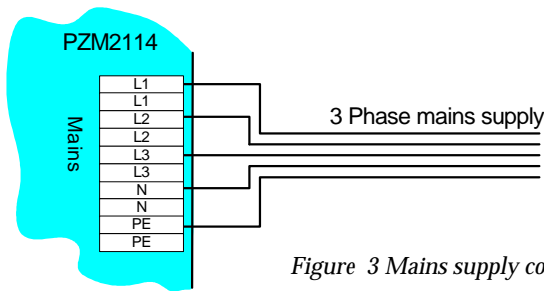 PZM2114
L1
L1
L2
L2
L3
L3
N
N
PE
PE
Mains
3 Phase mains supply
Figure 3 Mains supply co